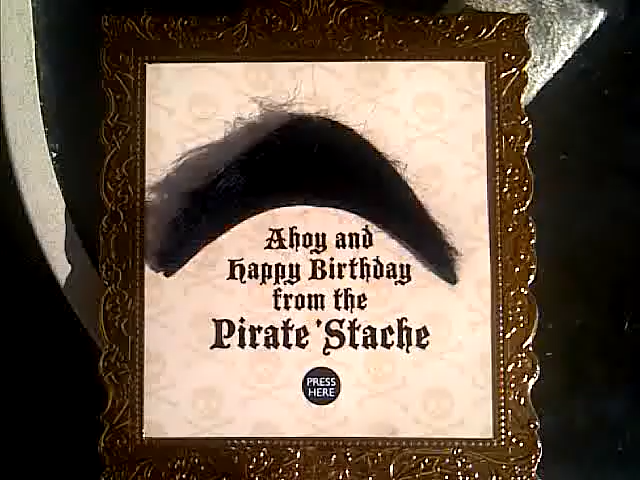 Ahoy and
Happy Birthday
from the
Pirate 'Stache
PRESS
HERE